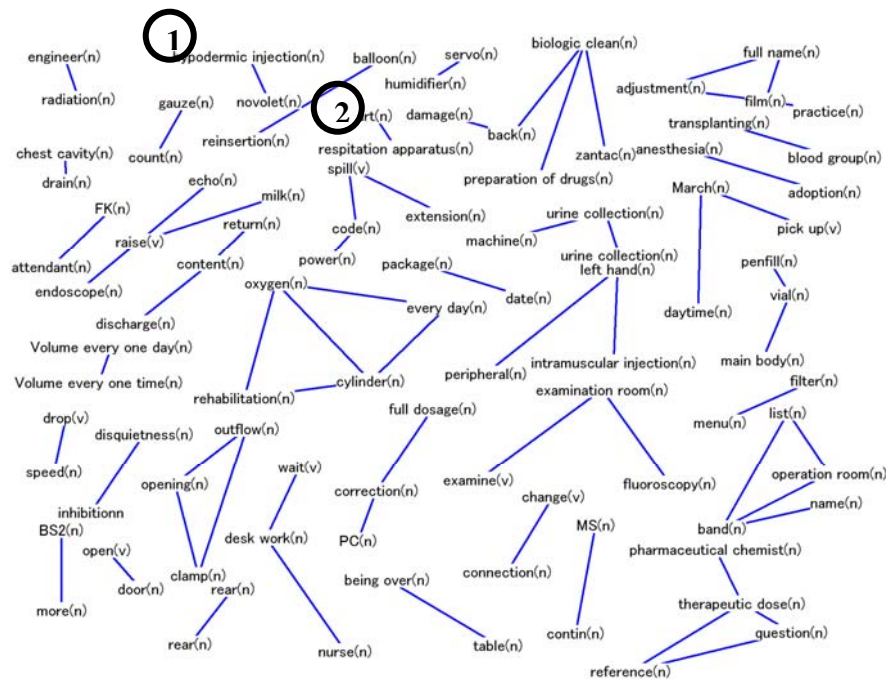 1
engineer(n)
hypodermic injection(n)
balloon(n)
servo(n)
biologic clean(n)
full name(n)
radiation(n)
gauze(n)
novolet(n)
2
humidifier(n)
adjustment(n)
film(n)
practice(n)
reinsertion(n)
rt(n)
damage(n)
back(n)
transplanting(n)
chest cavity(n)
count(n)
respitation apparatus(n)
zantac(n)
anesthesia(n)
blood group(n)
drain(n)
echo(n)
milk(n)
spill(v)
preparation of drugs(n)
March(n)
adoption(n)
FK(n)
raise(v)
return(n)
code(n)
extension(n)
urine collection(n)
pick up(v)
attendant(n)
content(n)
power(n)
machine(n)
urine collection(n)
left hand(n)
penfill(n)
endoscope(n)
oxygen(n)
package(n)
vial(n)
discharge(n)
every day(n)
date(n)
daytime(n)
Volume every one day(n)
main body(n)
Volume every one time(n)
rehabilitation(n)
cylinder(n)
peripheral(n)
intramuscular injection(n)
filter(n)
drop(v)
disquietness(n)
outflow(n)
full dosage(n)
examination room(n)
menu(n)
list(n)
speed(n)
opening(n)
wait(v)
correction(n)
examine(v)
fluoroscopy(n)
operation room(n)
inhibitionn
change(v)
name(n)
BS2(n)
open(v)
desk work(n)
PC(n)
MS(n)
band(n)
pharmaceutical chemist(n)
more(n)
door(n)
clamp(n)
rear(n)
being over(n)
connection(n)
therapeutic dose(n)
rear(n)
nurse(n)
table(n)
contin(n)
question(n)
reference(n)